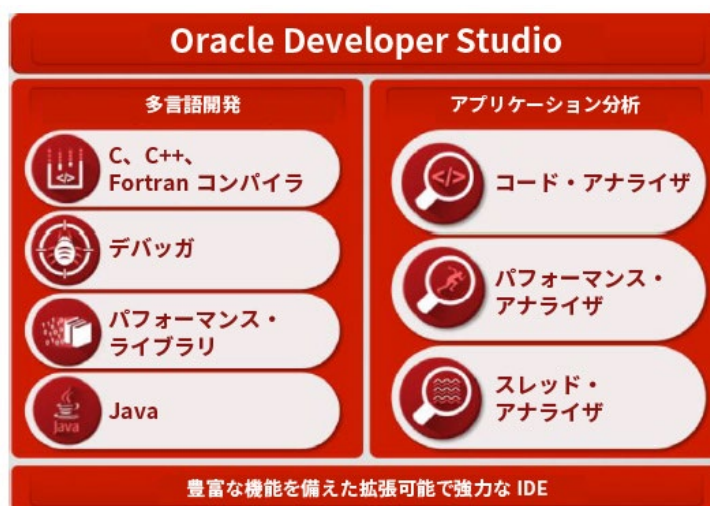 Oracle Developer Studio
多言語開発
C、C++、
Fortran コンパイラ
デバッガ
パフォーマンス・
ライブラリ
Java
Java
アプリケーション分析
コード・アナライザ
パフォーマンス・
アナライザ
スレッド・
アナライザ
豊富な機能を備えた拡張可能で強力な IDE